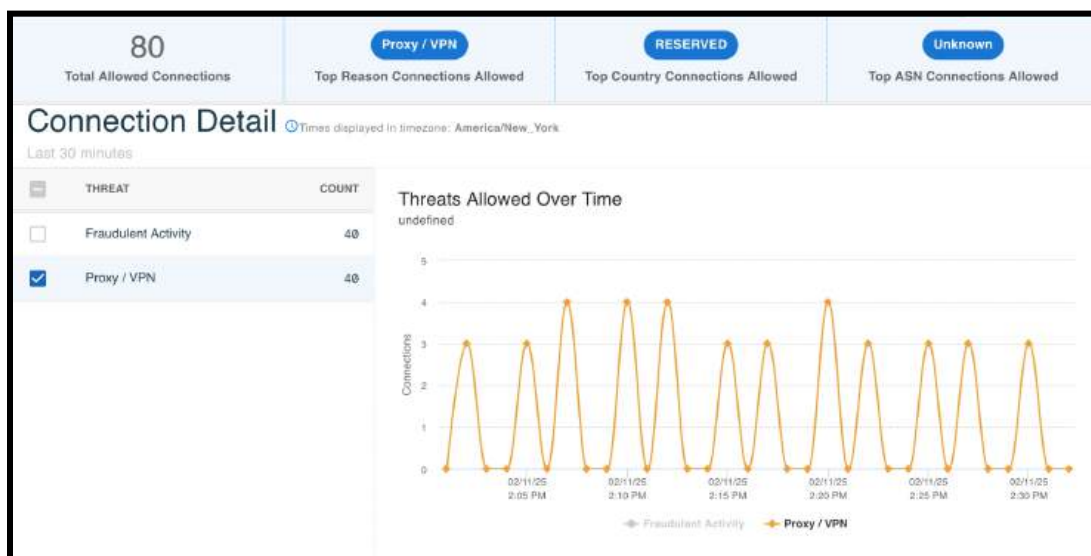 80
Total Allowed Connections
Proxy / VPN
Top Reason Connections Allowed
RESERVED
Top Country Connections Allowed
Unknown
Top ASN Connections Allowed
Connection Detail Times displayed in timezone: America/New_York
Last 30 minutes
THREAT COUNT
Fraudulent Activity 40
Proxy / VPN 40
Threats Allowed Over Time
undefined
5
4
3
2
1
0
Connections
02/11/25 02/11/25 02/11/25 02/11/25 02/11/25 02/11/25
2:05 PM 2:10 PM 2:15 PM 2:20 PM 2:25 PM 2:30 PM
Fraudulent Activity Proxy / VPN